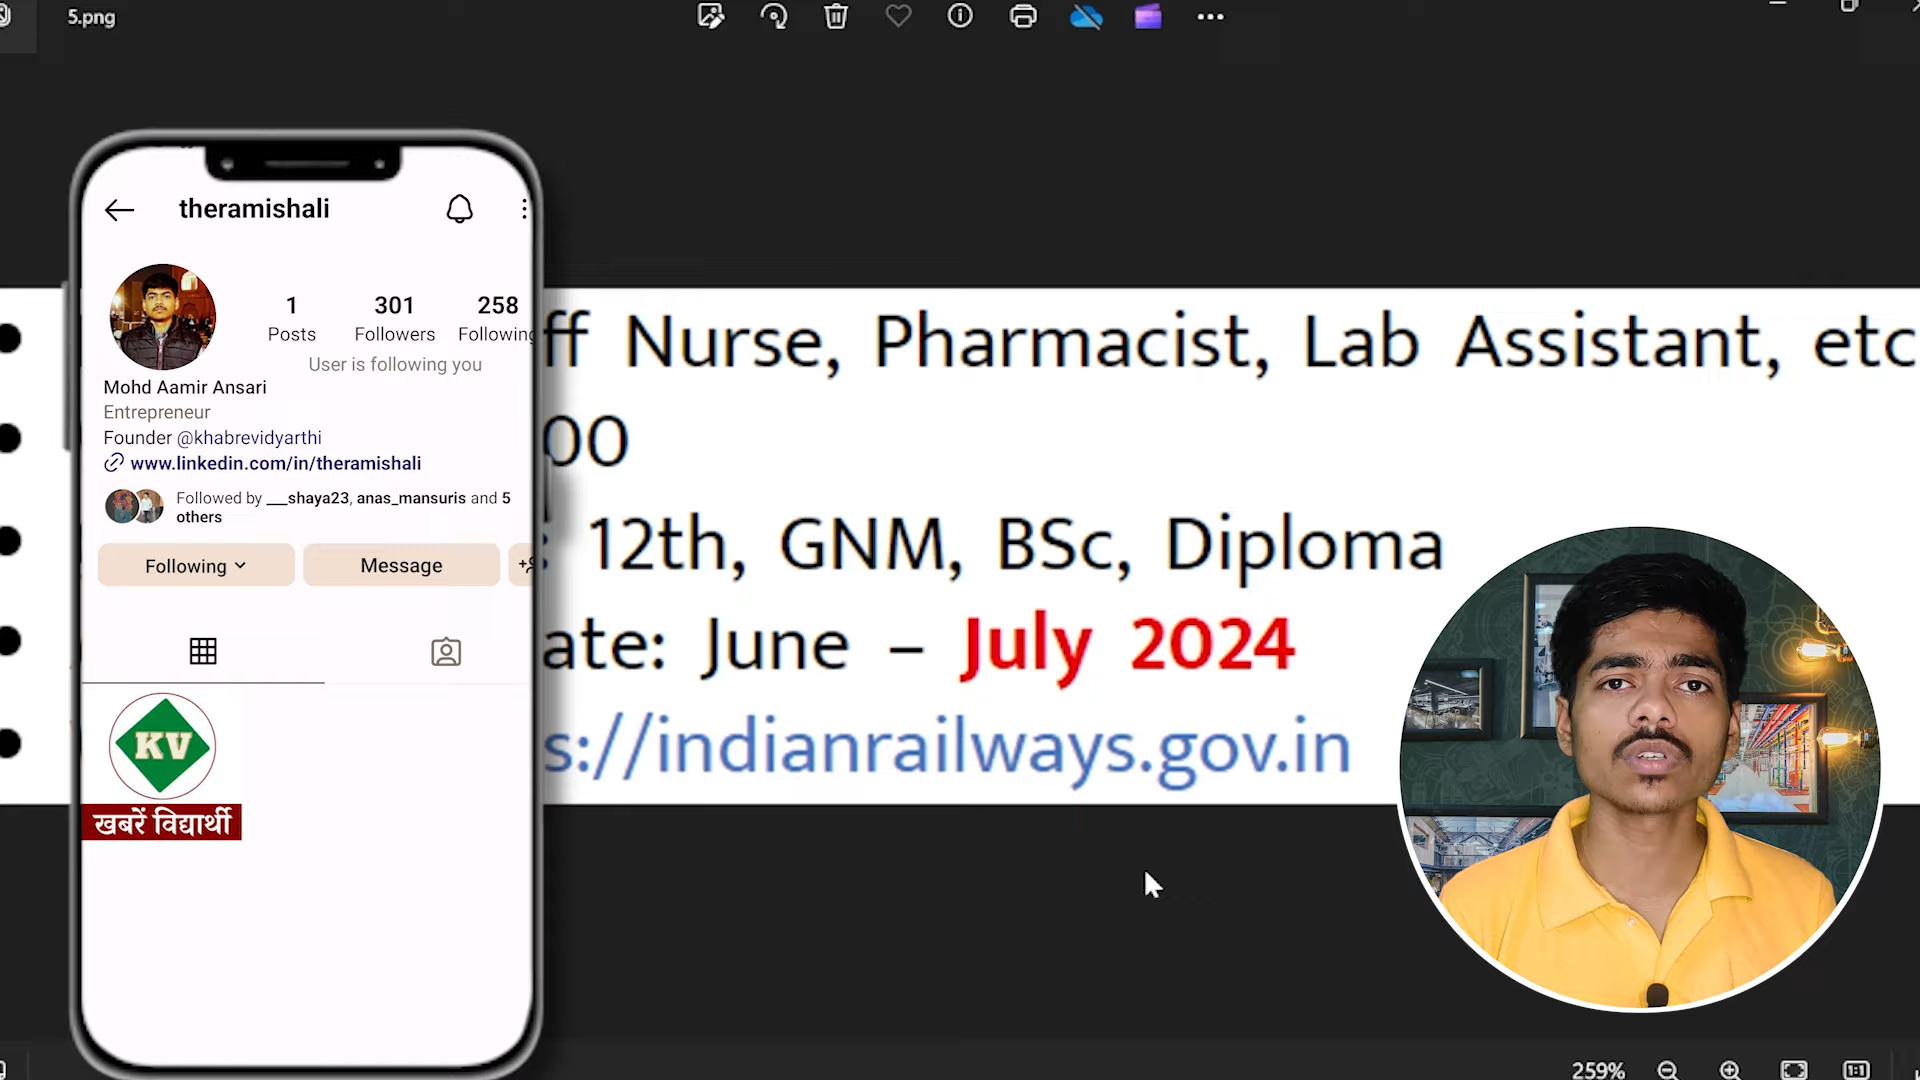 5.png
theramishali
1 301 258
Posts Followers Following
User is following you
Mohd Aamir Ansari
Entrepreneur
Founder @khabrevidyarthi
www.linkedin.com/in/theramishali
Followed by ___shaya23, anas_mansuris and 5
others
Following Message
KV
खबरें विद्यार्थी
ff Nurse, Pharmacist, Lab Assistant, etc
00
: 12th, GNM, BSc, Diploma
ate: June – July 2024
s://indianrailways.gov.in
259%